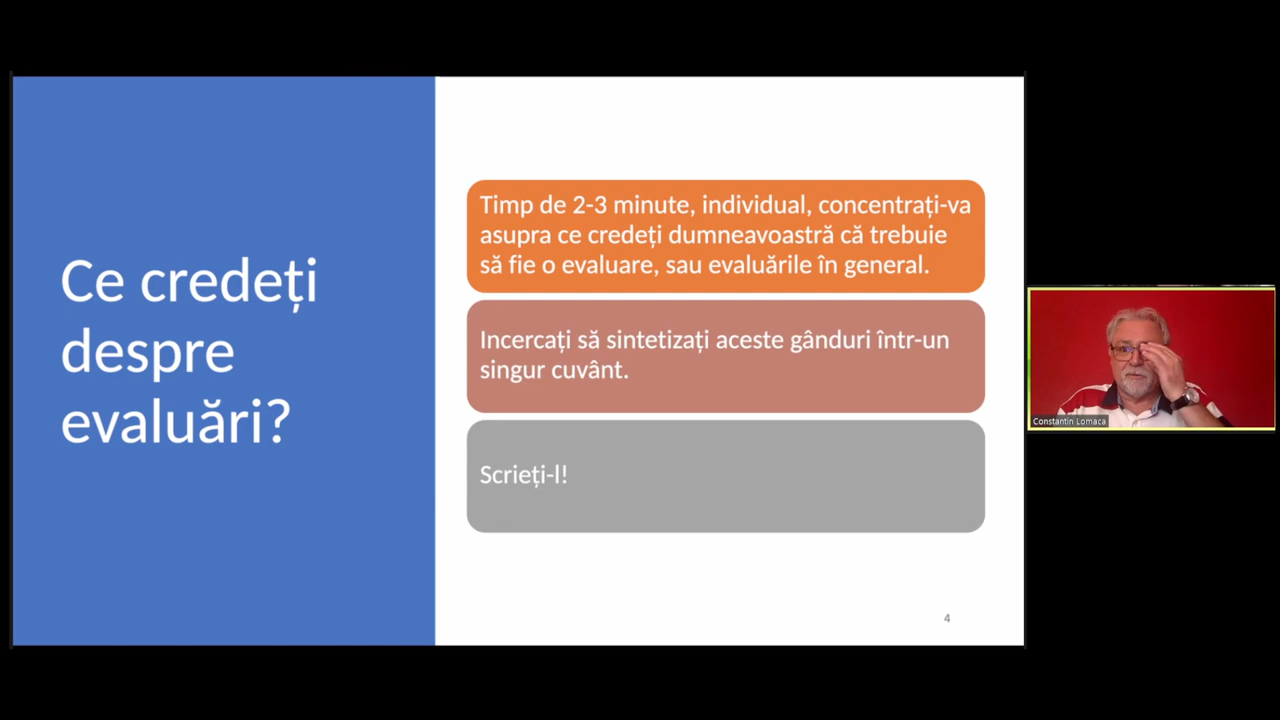 Ce credeți
despre
evaluări?
Timp de 2-3 minute, individual, concentrați-va
asupra ce credeți dumneavoastră că trebuie
să fie o evaluare, sau evaluările în general.
Incercați să sintetizați aceste gânduri într-un
singur cuvânt.
Scrieți-l!
4
Constantin Lomaca